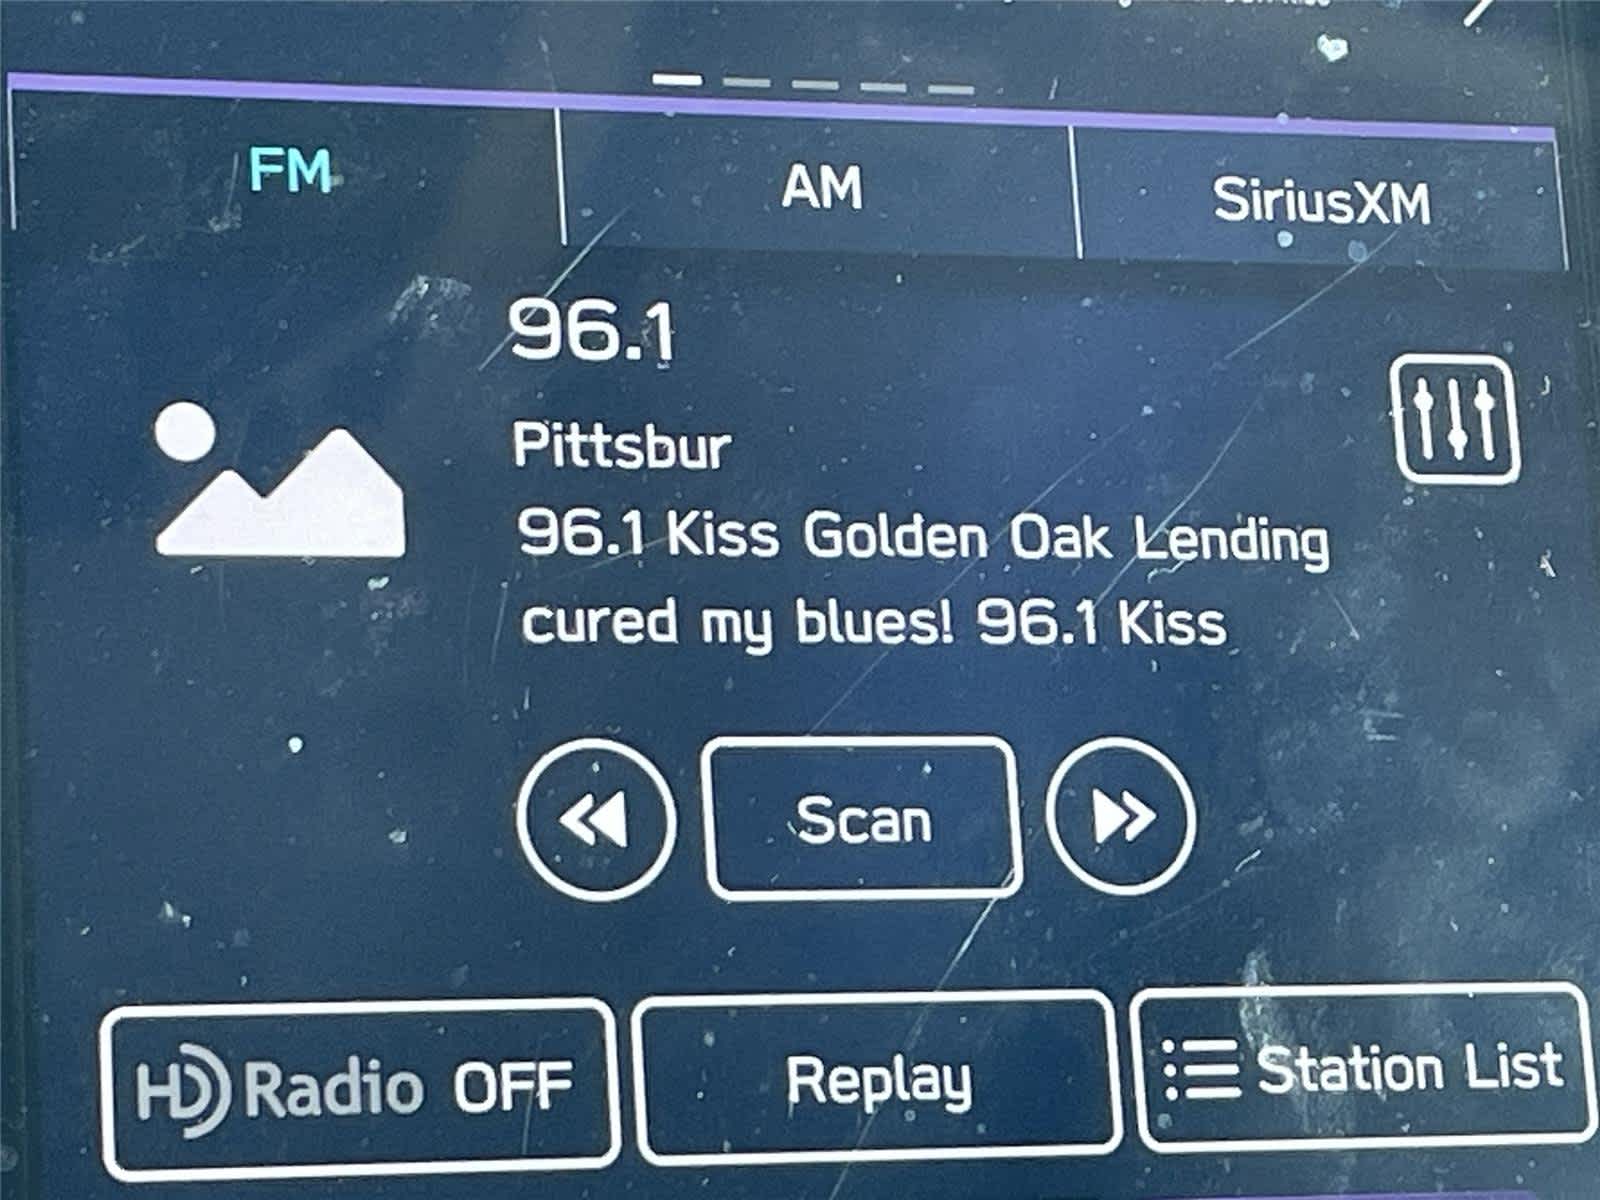 FM
AM
SiriusXM
96.1
Pittsbur
96.1 Kiss Golden Oak Lending
cured my blues! 96.1 Kiss
Scan
HD Radio OFF
Replay
Station List